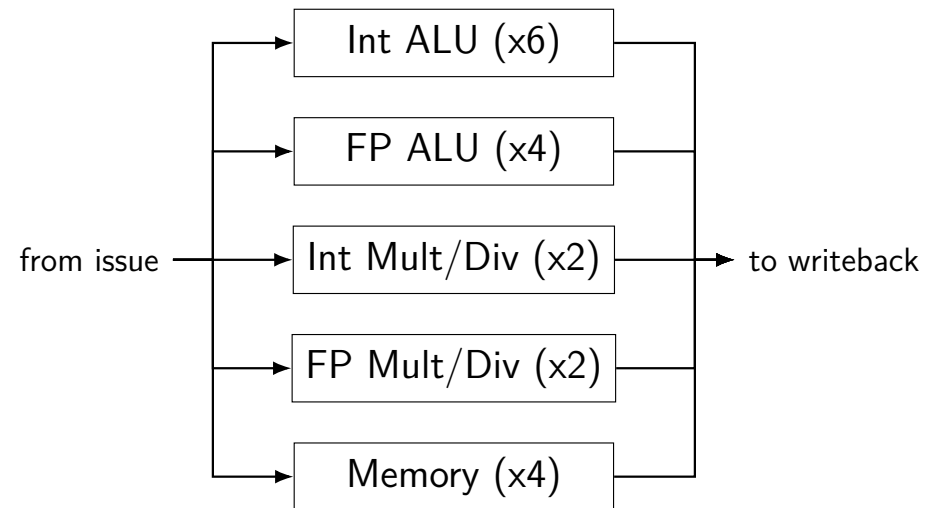 Int ALU (x6)
FP ALU (x4)
from issue
Int Mult/Div (x2)
to writeback
FP Mult/Div (x2)
Memory (x4)